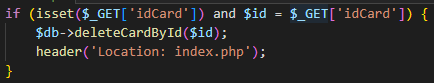 if (isset($_GET['idCard']) and $id = $_GET['idCard']) {
    $db->deleteCardById($id);
    header('Location: index.php');
}